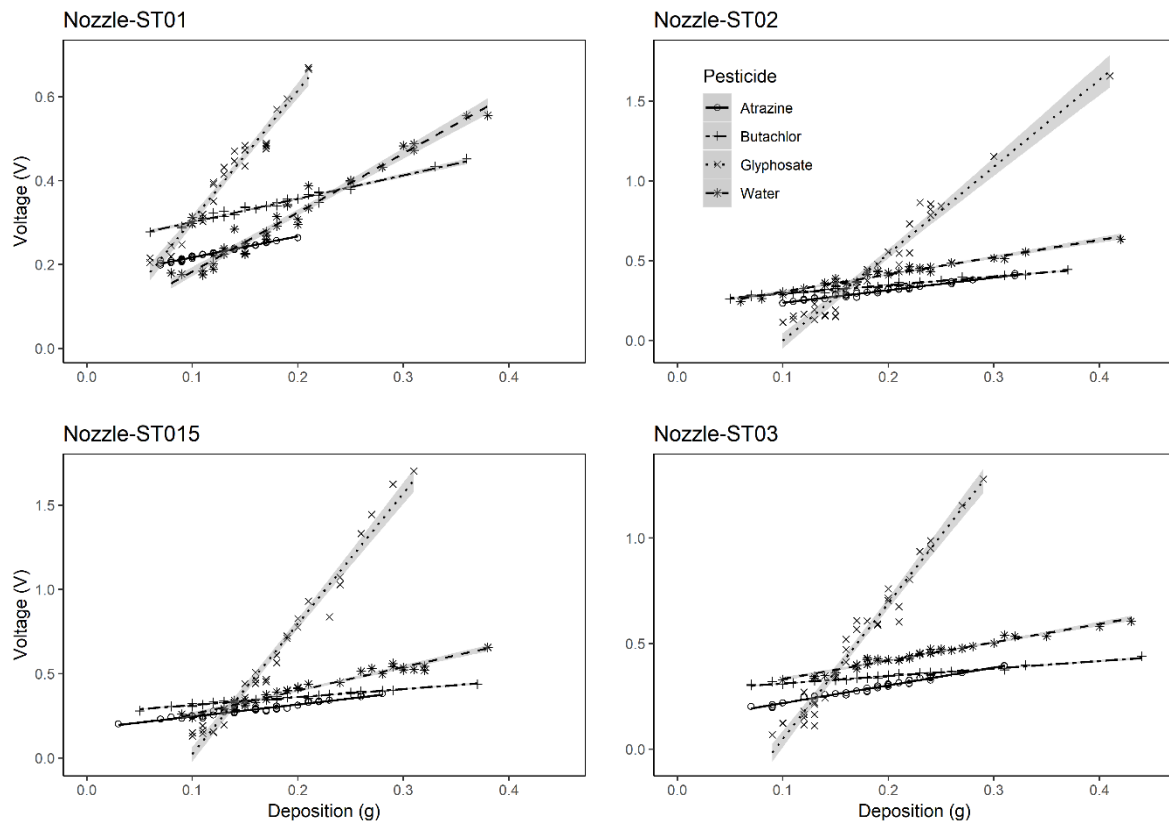 Nozzle-ST01
Nozzle-ST02
Voltage (V)
0.6
0.4
0.2
0.0
0.0 0.1 0.2 0.3 0.4
Pesticide
Atrazine
Butachlor
Glyphosate
Water
1.5
1.0
0.5
0.0
0.0 0.1 0.2 0.3 0.4
Nozzle-ST015
Nozzle-ST03
Voltage (V)
1.5
1.0
0.5
0.0
0.0 0.1 0.2 0.3 0.4
Deposition (g)
1.0
0.5
0.0
0.0 0.1 0.2 0.3 0.4
Deposition (g)